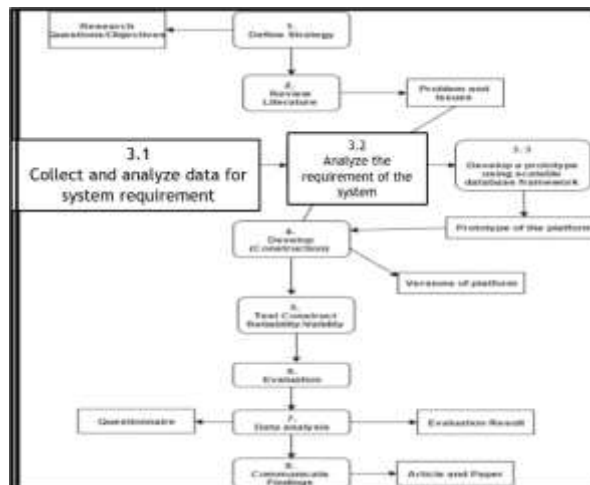 Research
Questions/Objectives
1.
Define Strategy
2.
Review
Literature
Problem and
Issues
3.1
Collect and analyze data for
system requirement
3.2
Analyze the
requirement of the
system
3.3
Develop a prototype
using scalable
database framework
Prototype of the platform
4.
Develop
(Construction)
Versions of platform
5.
Test Construct
Reliability/Validity
6.
Evaluation
Questionnaire
7.
Data analysis
Evaluation Result
8.
Communicate
Findings
Article and Paper